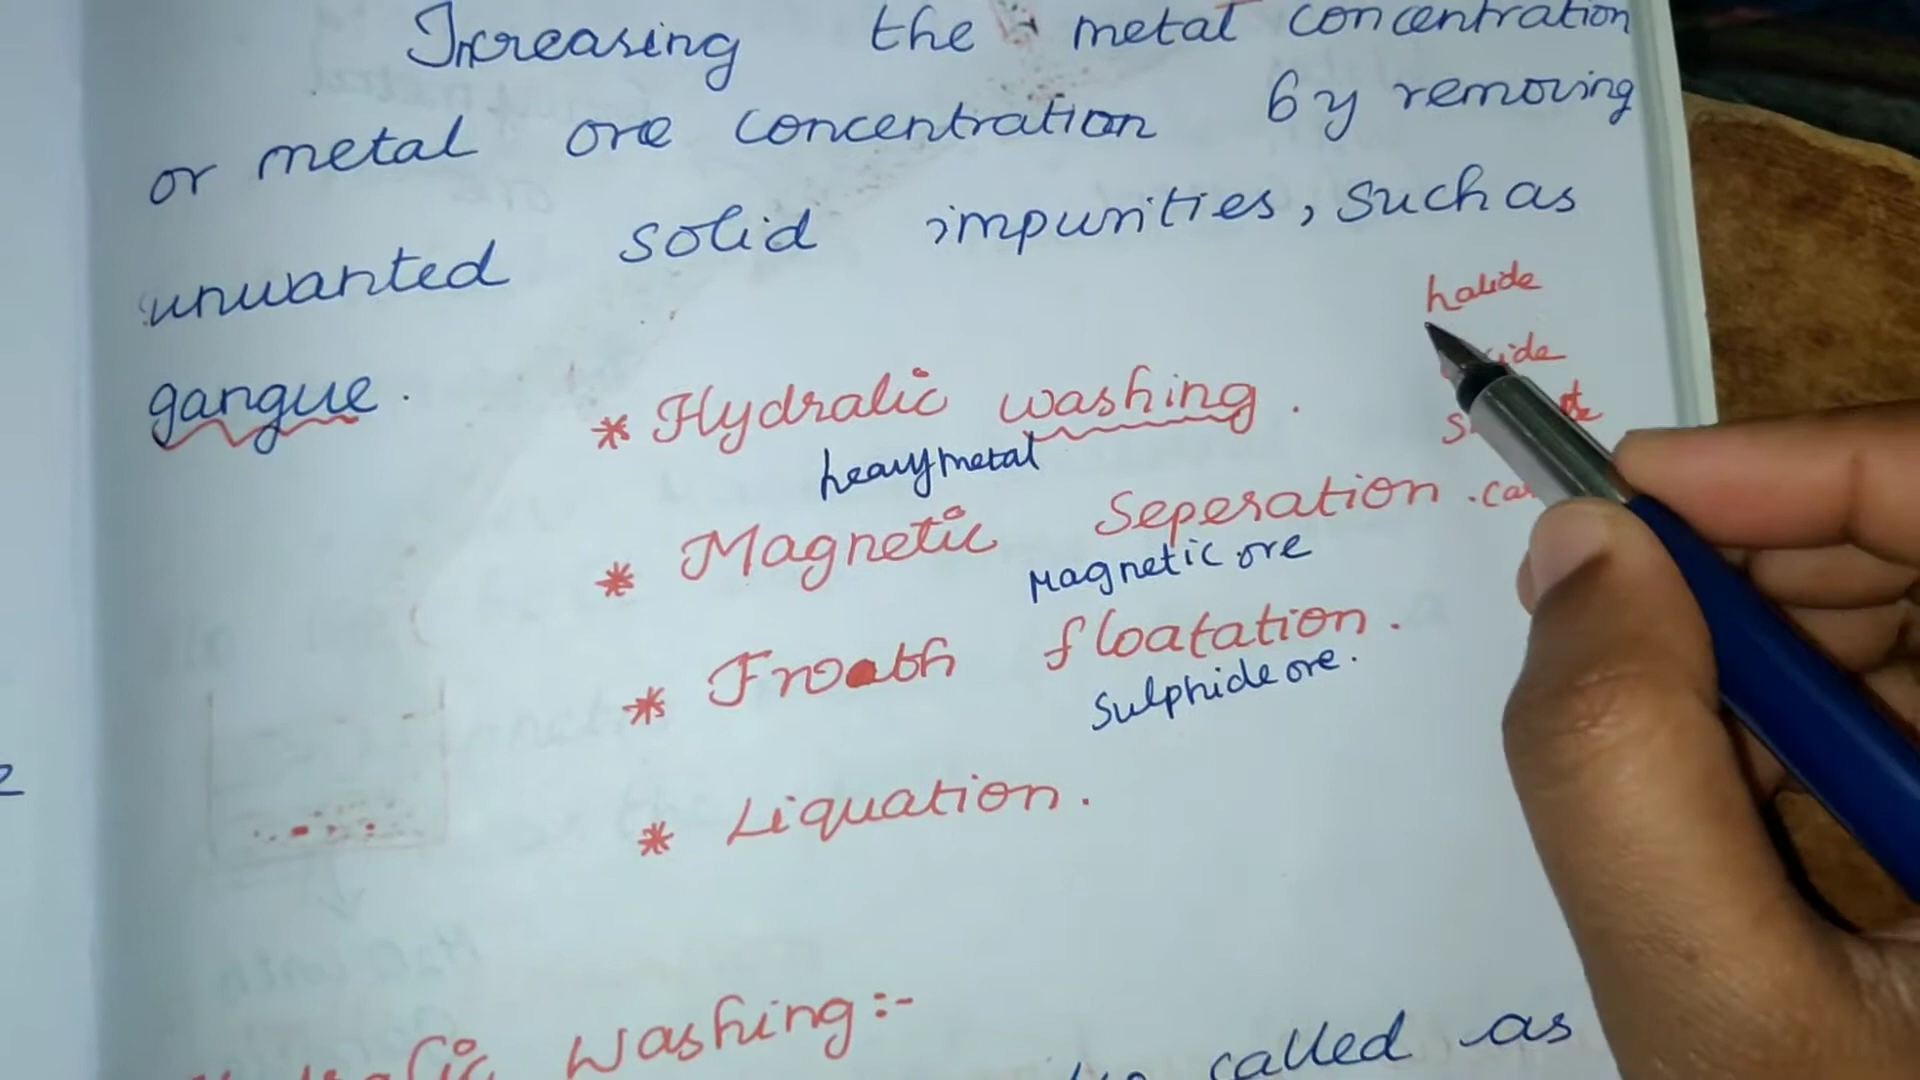 Increasing the metal concentration
or metal ore concentration by removing
unwanted solid impurities, such as
gangue.
halide
* Hydralic washing.
heavy metal
* Magnetic Seperation.
Magnetic ore
* Froath floatation.
Sulphide ore.
* Liquation.
Washing:-
called as